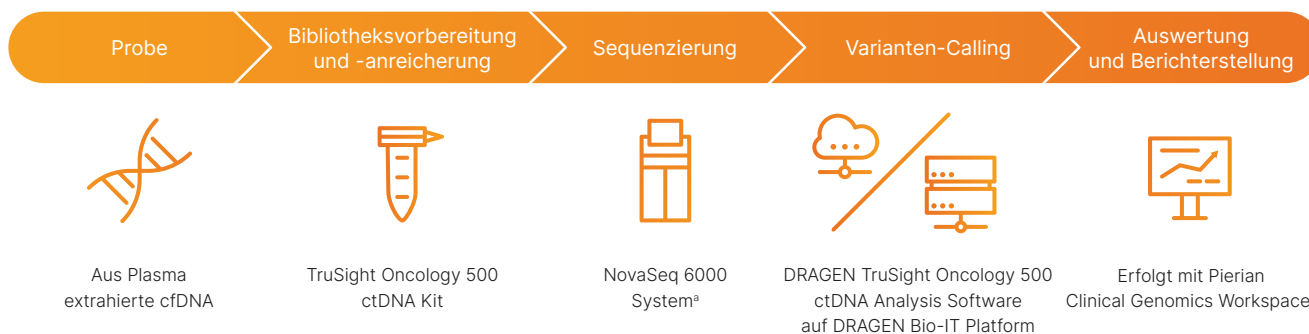 Probe
Bibliotheksvorbereitung
und -anreicherung
Sequenzierung
Varianten-Calling
Auswertung
und Berichterstellung
Aus Plasma
extrahierte cfDNA
TruSight Oncology 500
ctDNA Kit
NovaSeq 6000
Systemᵃ
DRAGEN TruSight Oncology 500
ctDNA Analysis Software
auf DRAGEN Bio-IT Platform
Erfolgt mit Pierian
Clinical Genomics Workspace